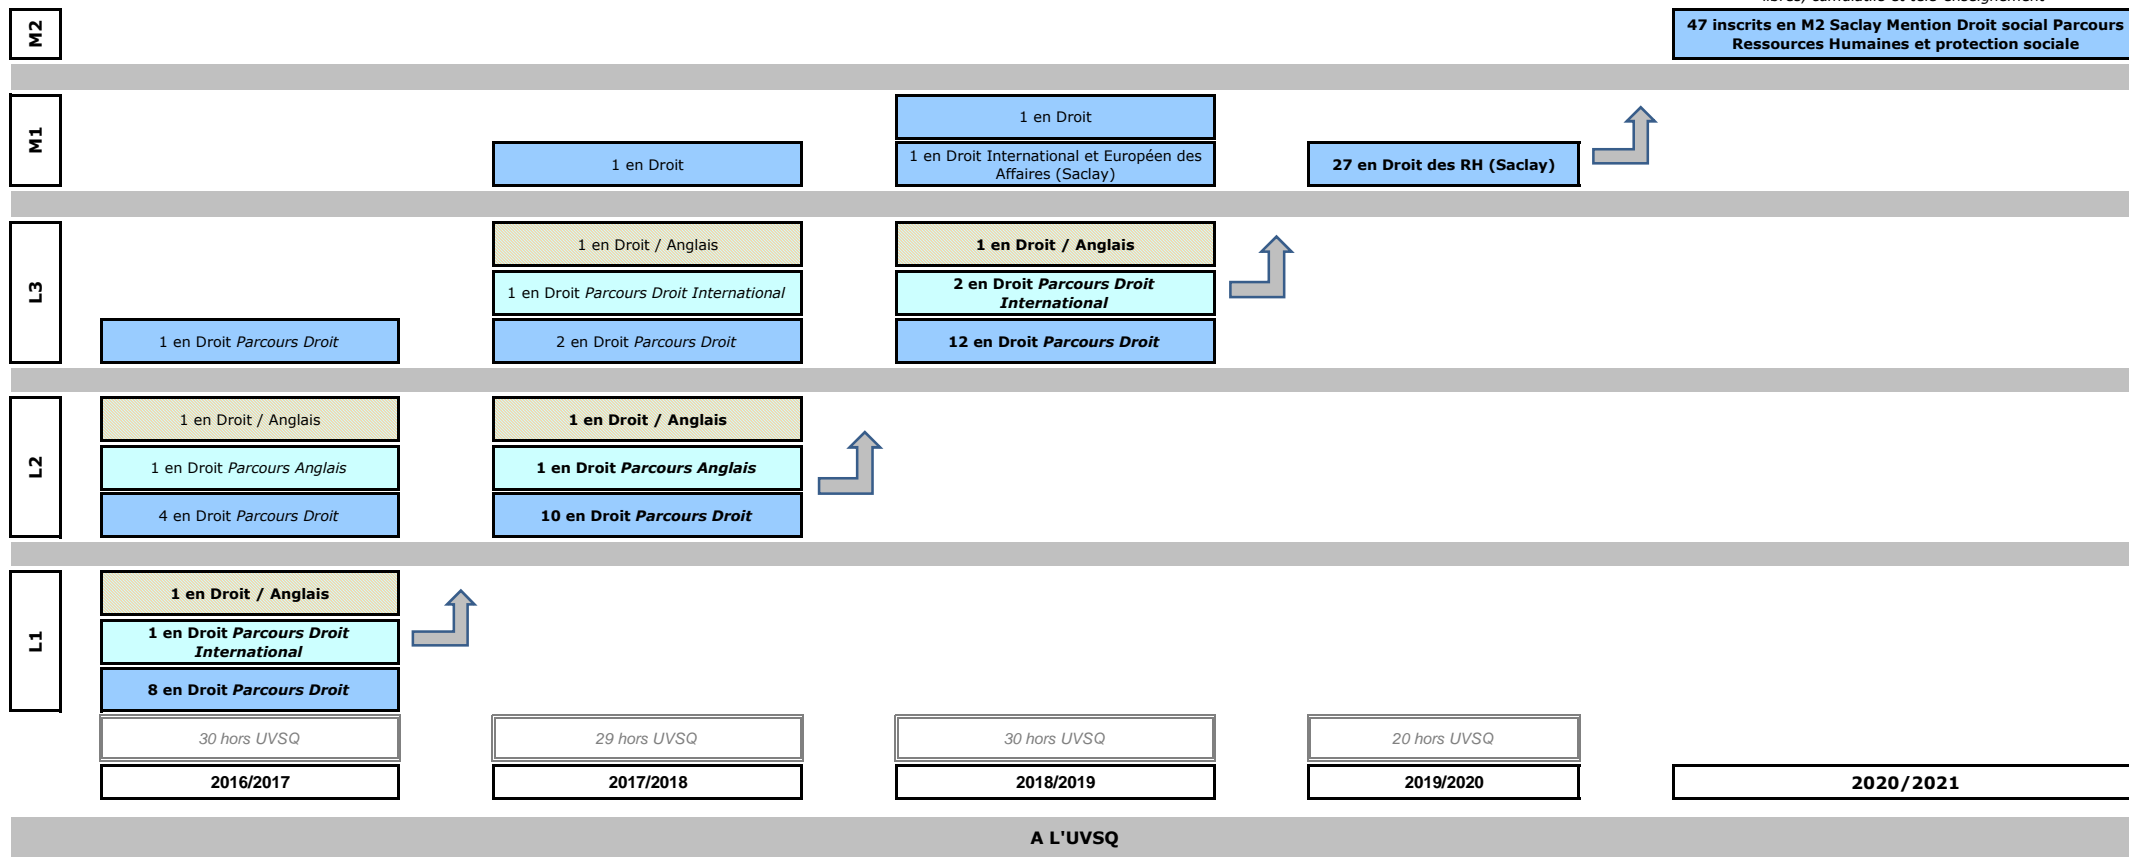 libres, cumulatifs et télé-enseignement
M2
47 inscrits en M2 Saclay Mention Droit social Parcours
Ressources Humaines et protection sociale
M1
1 en Droit
1 en Droit
1 en Droit International et Européen des
Affaires (Saclay)
27 en Droit des RH (Saclay)
L3
1 en Droit / Anglais
1 en Droit / Anglais
1 en Droit Parcours Droit International
2 en Droit Parcours Droit
International
1 en Droit Parcours Droit
2 en Droit Parcours Droit
12 en Droit Parcours Droit
L2
1 en Droit / Anglais
1 en Droit / Anglais
1 en Droit Parcours Anglais
1 en Droit Parcours Anglais
4 en Droit Parcours Droit
10 en Droit Parcours Droit
L1
1 en Droit / Anglais
1 en Droit Parcours Droit
International
8 en Droit Parcours Droit
30 hors UVSQ
29 hors UVSQ
30 hors UVSQ
20 hors UVSQ
2016/2017
2017/2018
2018/2019
2019/2020
2020/2021
A L'UVSQ